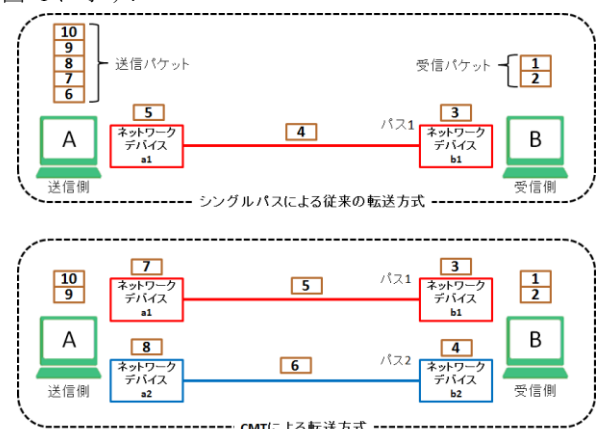 10
9
8
7
6
送信パケット
受信パケット
1
2
5
4
パス1
3
A
ネットワーク
デバイス
a1
ネットワーク
デバイス
b1
B
送信側
受信側
シングルパスによる従来の転送方式
10
9
7
5
パス1
3
1
2
ネットワーク
デバイス
a1
ネットワーク
デバイス
b1
A
B
8
6
パス2
4
ネットワーク
デバイス
a2
ネットワーク
デバイス
b2
送信側
受信側
CMTによる転送方式